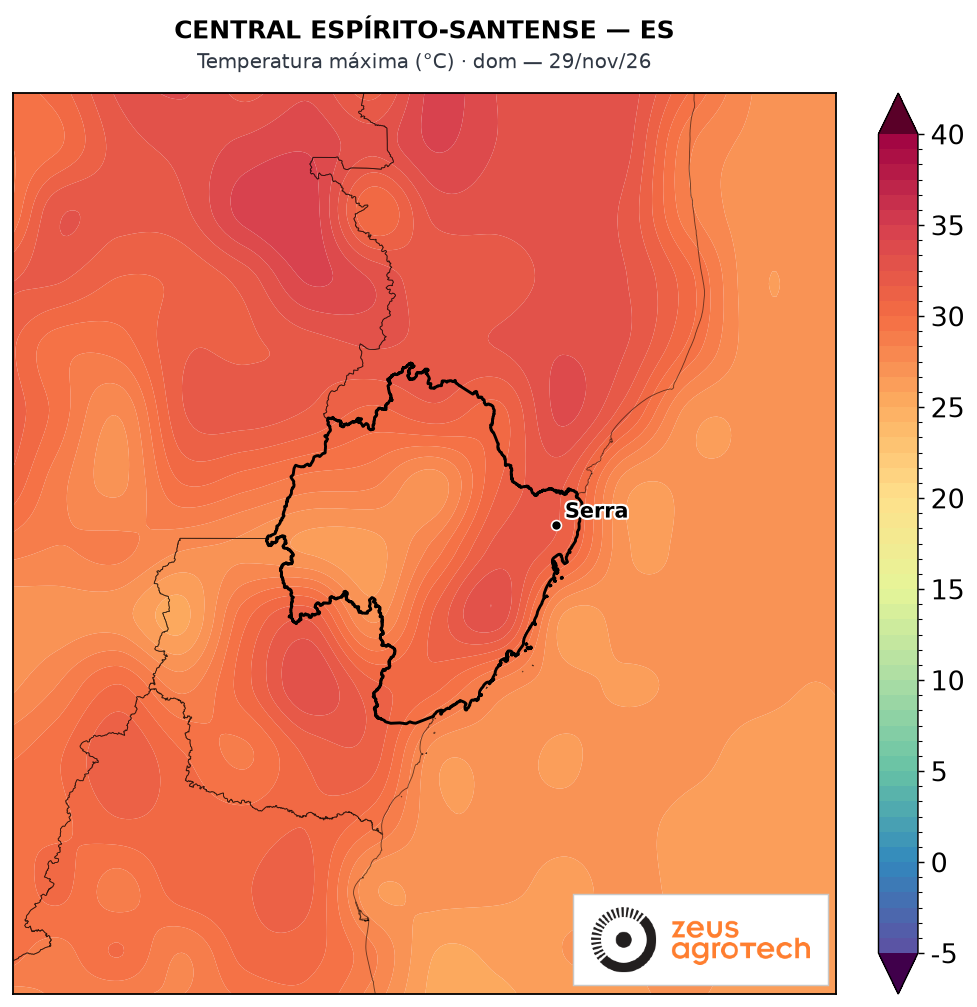 CENTRAL ESPÍRITO-SANTENSE — ES
Temperatura máxima (°C) · dom — 29/nov/26
40
35
30
25
20
15
10
5
0
-5
Serra
zeus
agrotech